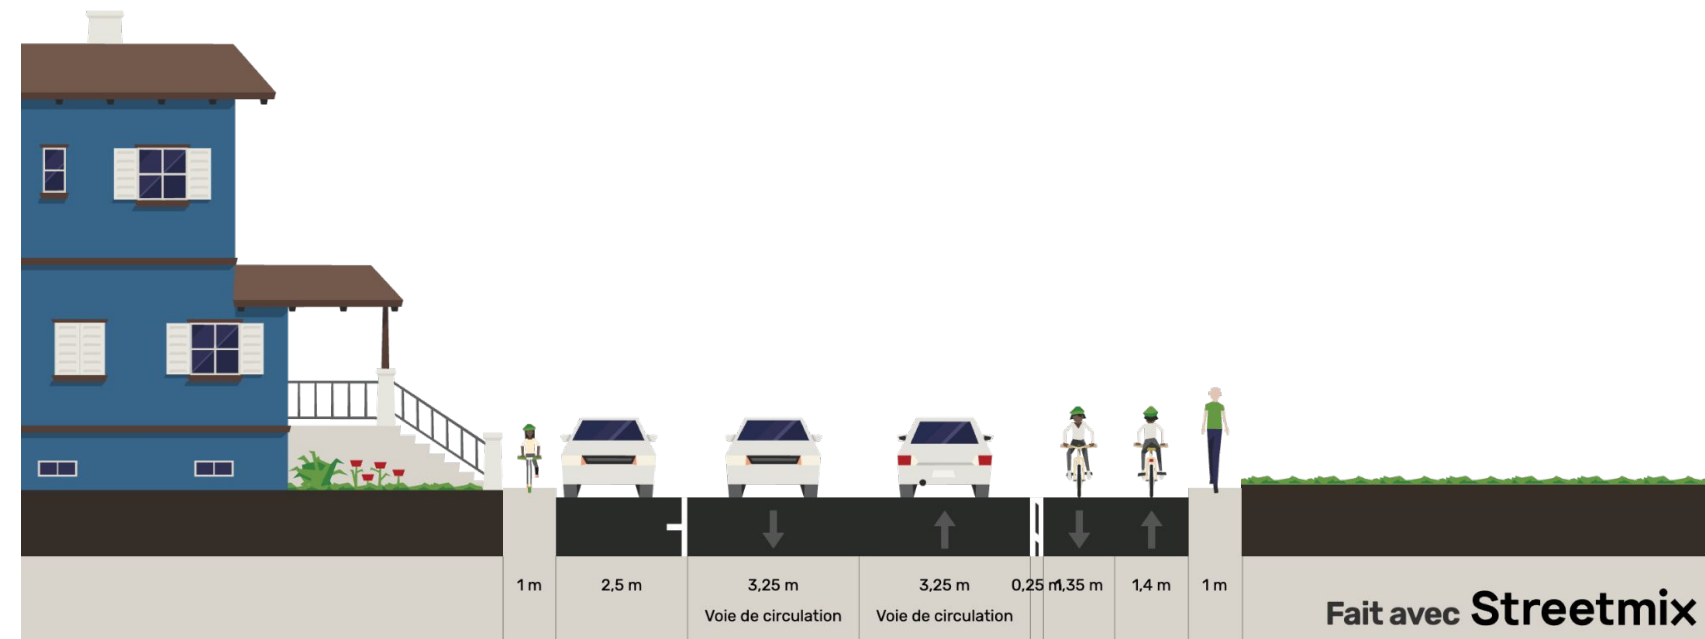 1 m
2,5 m
3,25 m
3,25 m
0,25 m
1,35 m
1,4 m
1 m
Voie de circulation
Voie de circulation
Fait avec Streetmix